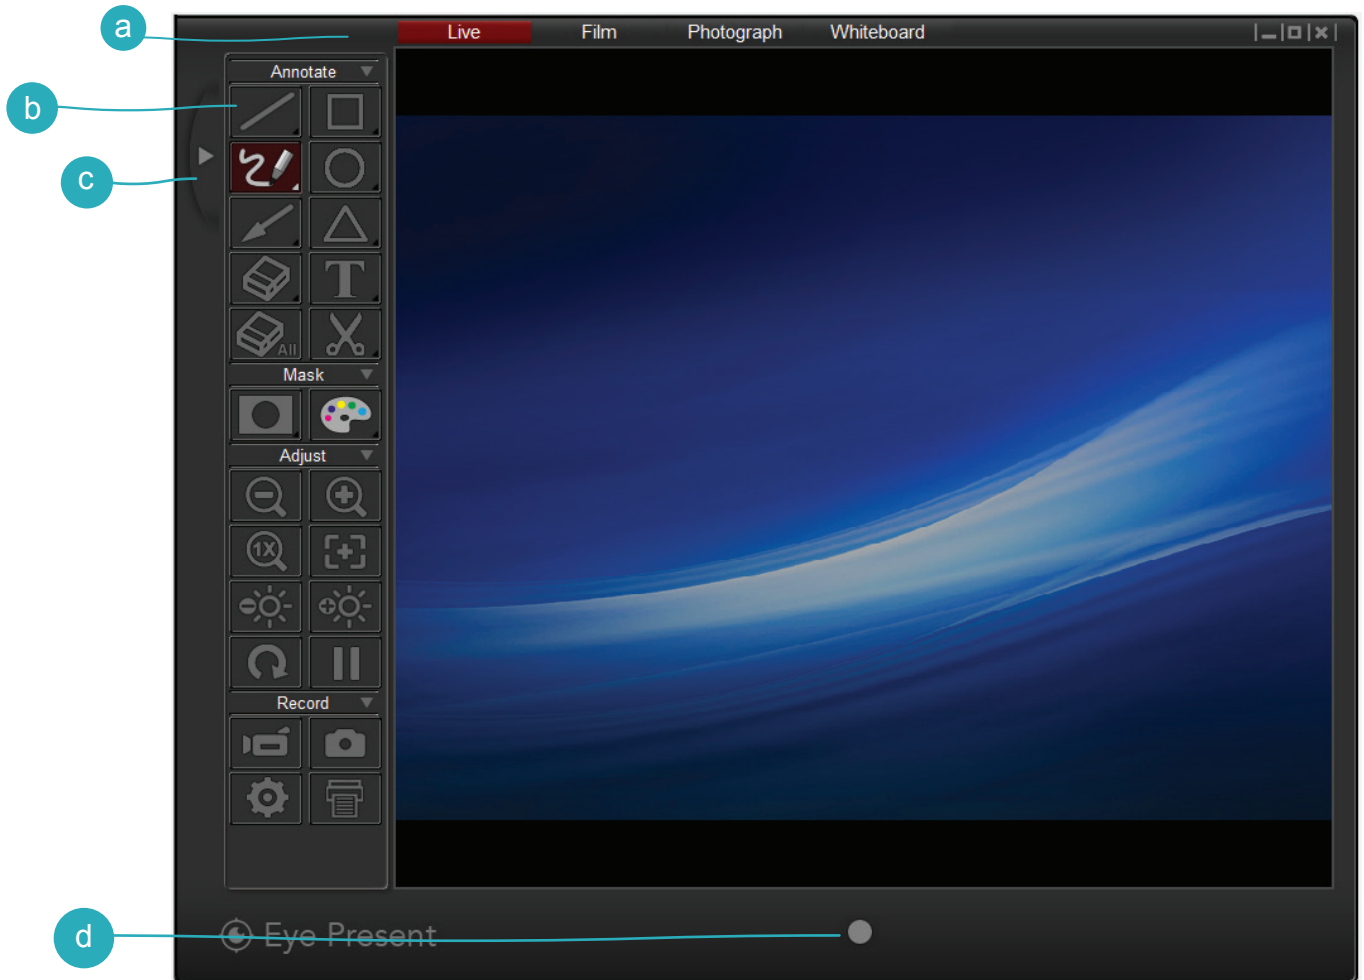 a
Live Film Photograph Whiteboard
Annotate
b
c
T
All
Mask
Adjust
1X
Record
d
Eye Present